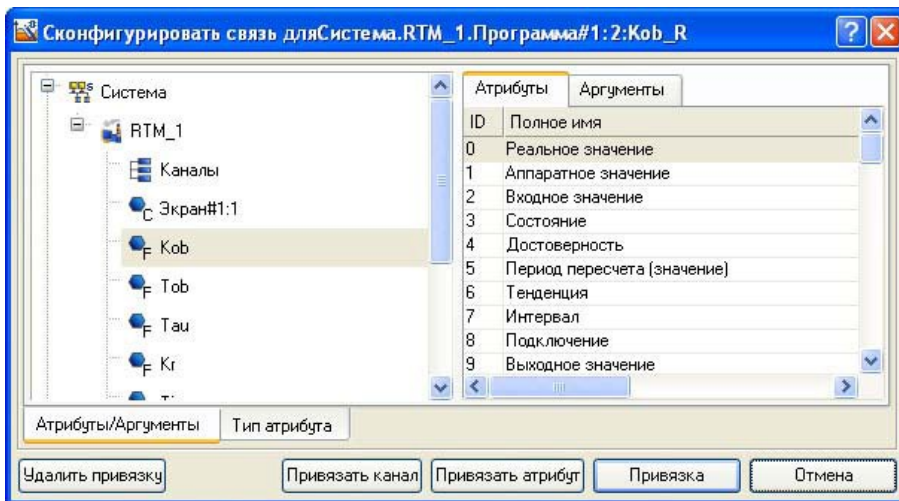 Сконфигурировать связь дляСистема.RTM_1.Программа#1:2:Kob_R
Система
RTM_1
Каналы
C Экран#1:1
F Kob
F Tob
F Tau
F Kr
Атрибуты/Аргументы Тип атрибута
Атрибуты Аргументы
ID Полное имя
0 Реальное значение
1 Аппаратное значение
2 Входное значение
3 Состояние
4 Достоверность
5 Период пересчета (значение)
6 Тенденция
7 Интервал
8 Подключение
9 Выходное значение
Удалить привязку Привязать канал Привязать атрибут Привязка Отмена